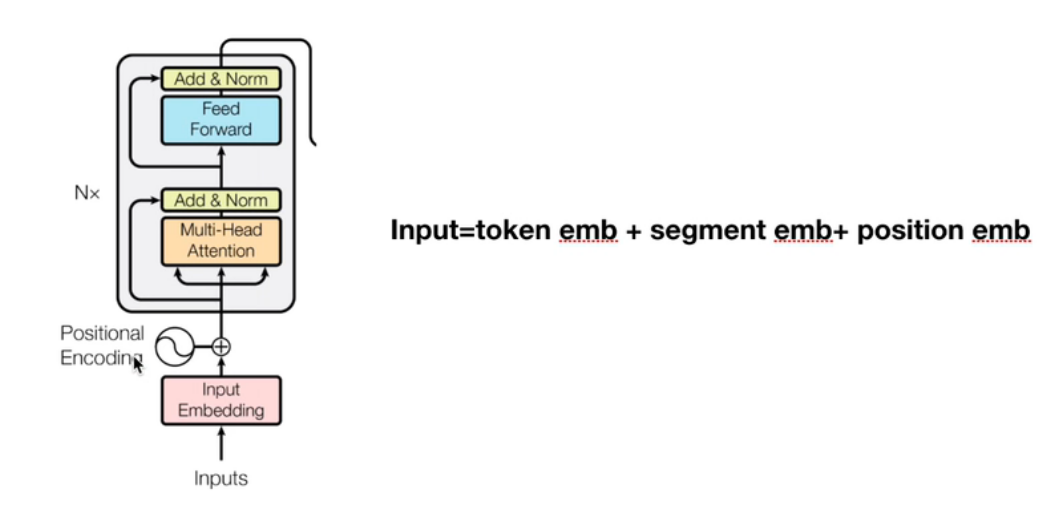 Add & Norm
Feed
Forward
Nx
Add & Norm
Multi-Head
Attention
Input=token emb + segment emb+ position emb
Positional
Encoding
Input
Embedding
Inputs